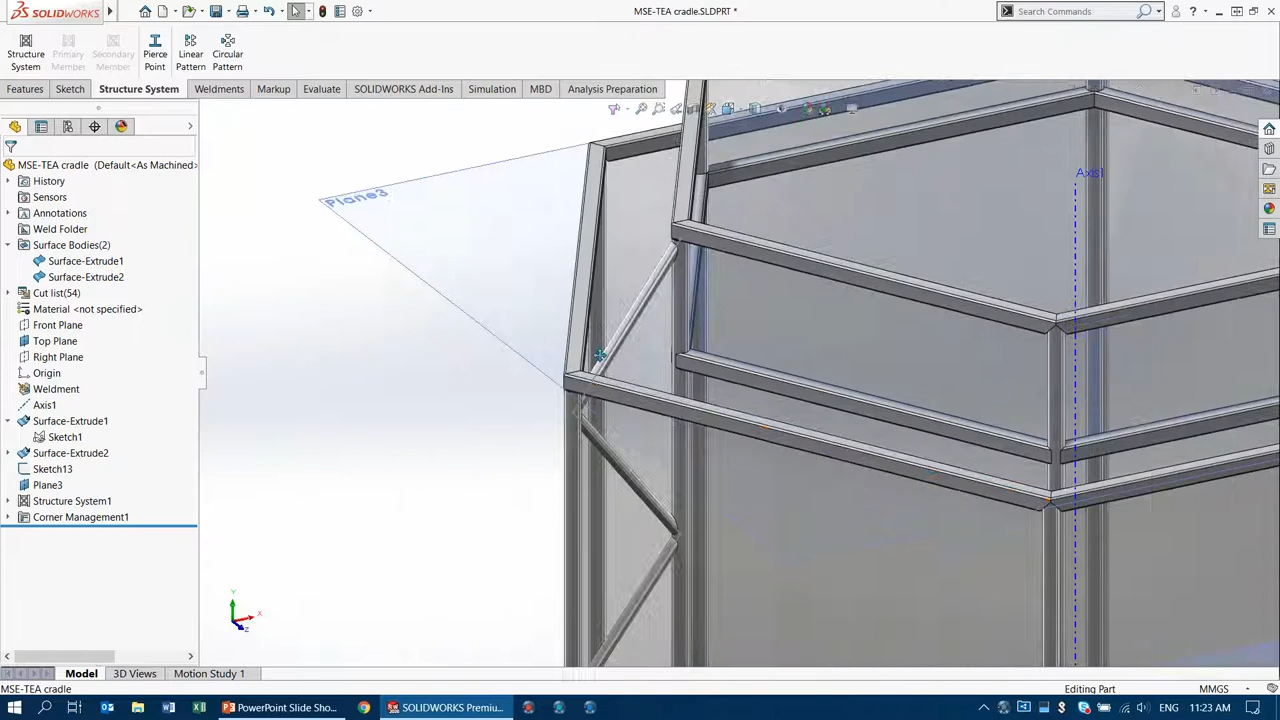 SOLIDWORKS
MSE-TEA cradle.SLDPRT *
Search Commands
Structure System
Primary Member
Secondary Member
Pierce Point
Linear Pattern
Circular Pattern
Features
Sketch
Structure System
Weldments
Markup
Evaluate
SOLIDWORKS Add-Ins
Simulation
MBD
Analysis Preparation
MSE-TEA cradle (Default<As Machined>
History
Sensors
Annotations
Weld Folder
Surface Bodies(2)
Surface-Extrude1
Surface-Extrude2
Cut list(54)
Material <not specified>
Front Plane
Top Plane
Right Plane
Origin
Weldment
Axis1
Surface-Extrude1
Sketch1
Surface-Extrude2
Sketch13
Plane3
Structure System1
Corner Management1
Plane3
Axis1
Y
X
Z
Model
3D Views
Motion Study 1
MSE-TEA cradle
Editing Part
MMGS
PowerPoint Slide Sho...
SOLIDWORKS Premiu...
11:23 AM